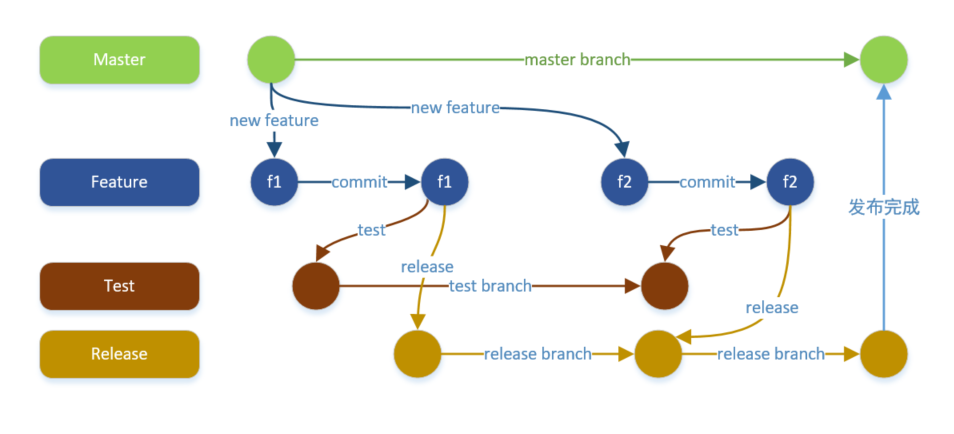 Master
master branch
new feature
new feature
Feature
f1
commit
f1
f2
commit
f2
发布完成
test
test
release
Test
test branch
release
Release
release branch
release branch